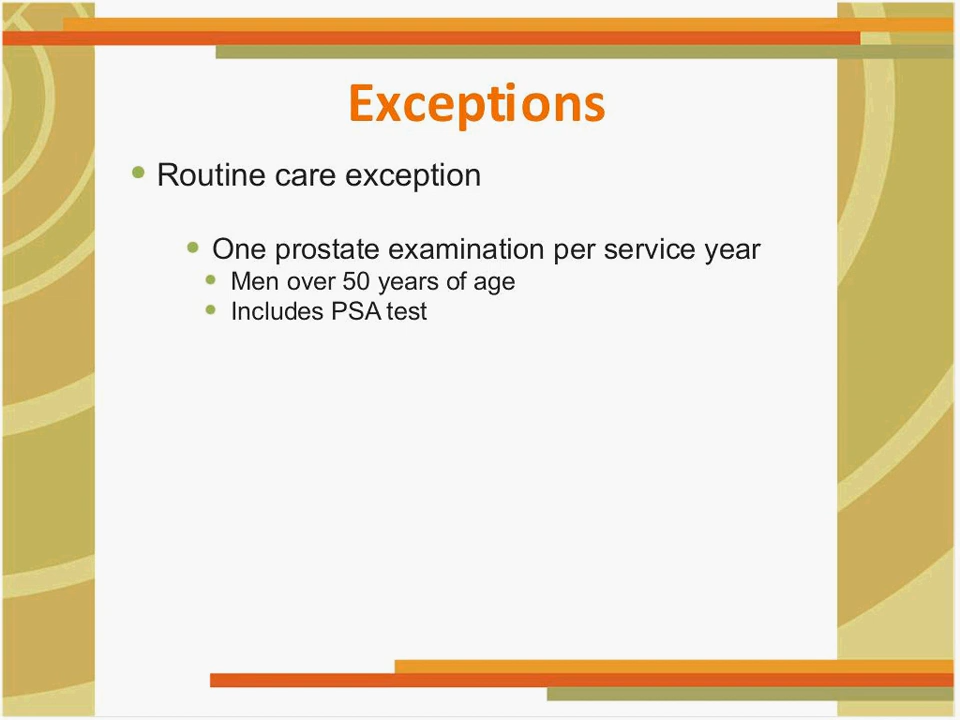 Exceptions
Routine care exception
One prostate examination per service year
Men over 50 years of age
Includes PSA test